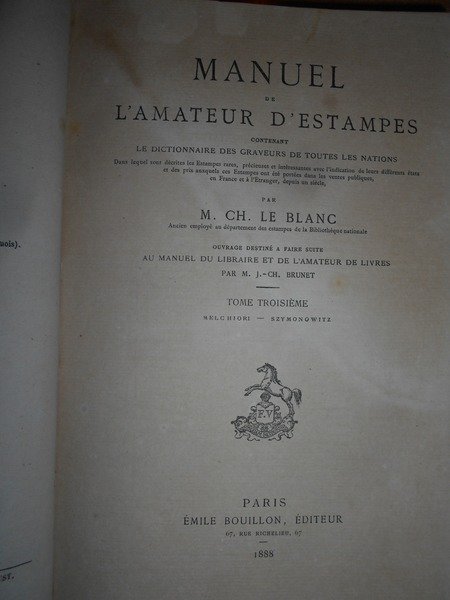 MANUEL
DE
L'AMATEUR D'ESTAMPES
CONTENANT
LE DICTIONNAIRE DES GRAVEURS DE TOUTES LES NATIONS
Dans lequel sont décrites les Estampes rares, précieuses et intéressantes avec l'indication de leurs différents états
et des prix auxquels ces Estampes ont été portées dans les ventes publiques,
en France et à l'Étranger, depuis un siècle,
PAR
M. CH. LE BLANC
Ancien employé au département des estampes de la Bibliothèque nationale
OUVRAGE DESTINÉ A FAIRE SUITE
AU MANUEL DU LIBRAIRE ET DE L'AMATEUR DE LIVRES
PAR M. J.-CH. BRUNET
TOME TROISIÈME
MELCHIORI — SZYMONOWITZ
F.V
PARIS
ÉMILE BOUILLON, ÉDITEUR
67, RUE RICHELIEU, 67
1888
mois).